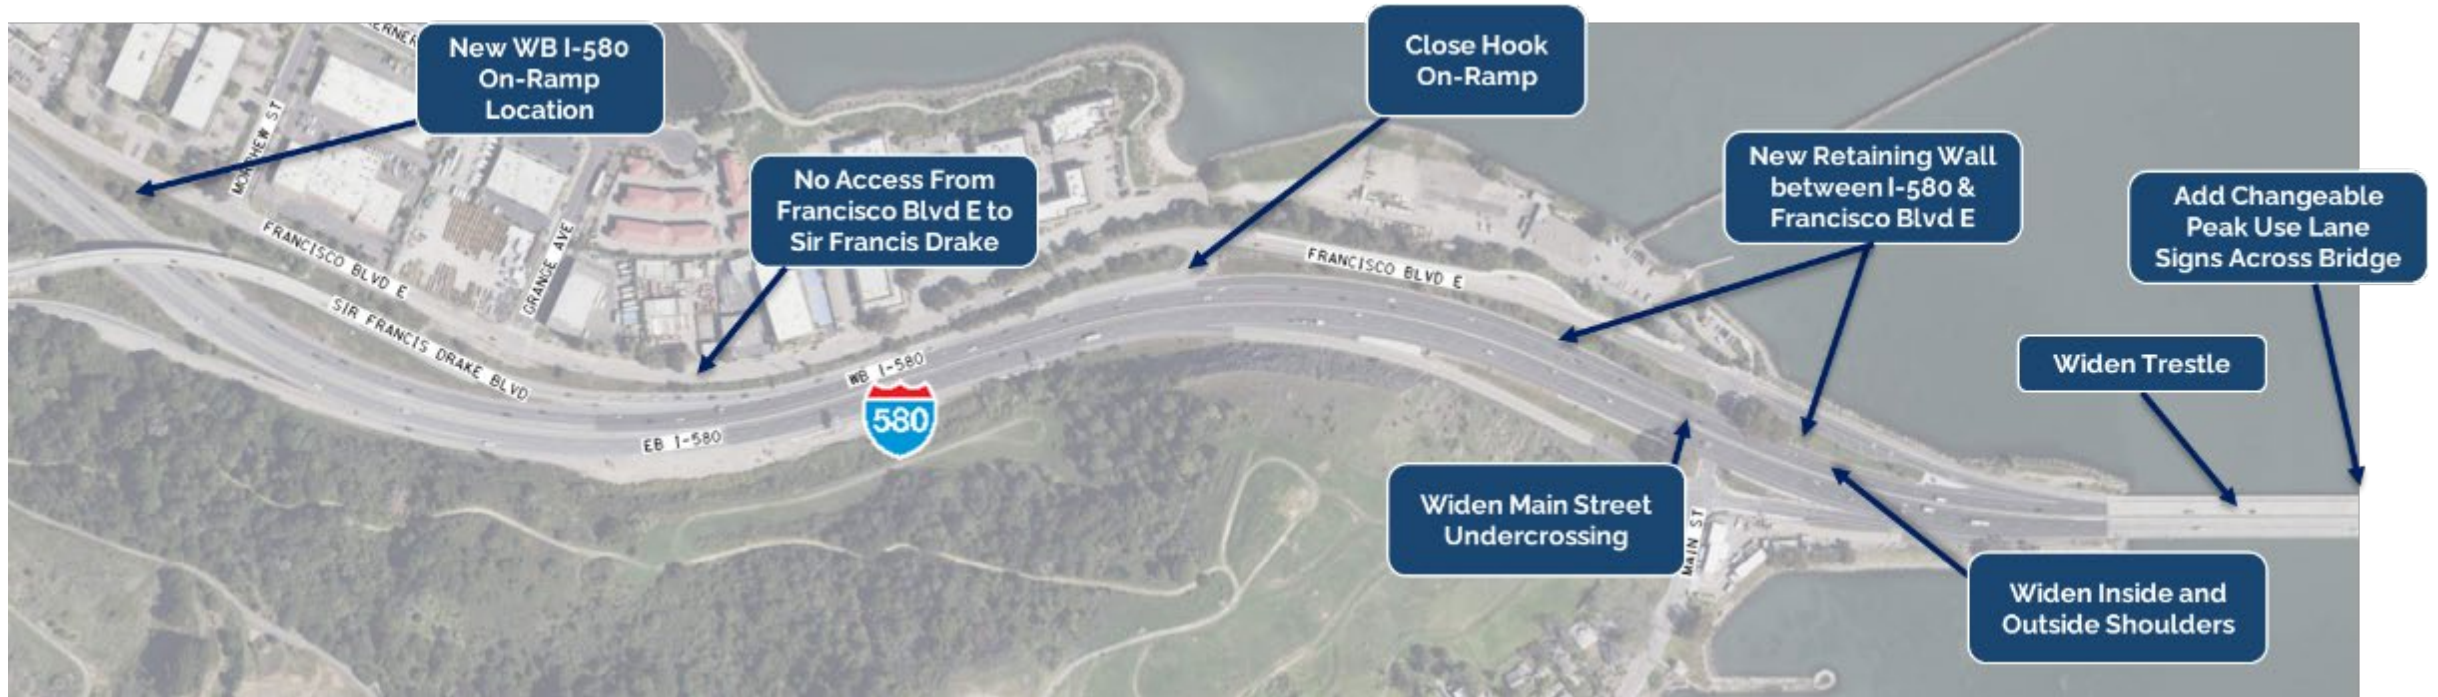 New WB I-580
On-Ramp
Location
Close Hook
On-Ramp
No Access From
Francisco Blvd E to
Sir Francis Drake
New Retaining Wall
between I-580 &
Francisco Blvd E
Add Changeable
Peak Use Lane
Signs Across Bridge
Widen Trestle
Widen Main Street
Undercrossing
Widen Inside and
Outside Shoulders
MORPHEW ST
FRANCISCO BLVD E
GRANGE AVE
SIR FRANCIS DRAKE BLVD
WB I-580
580
EB I-580
FRANCISCO BLVD E
MAIN ST